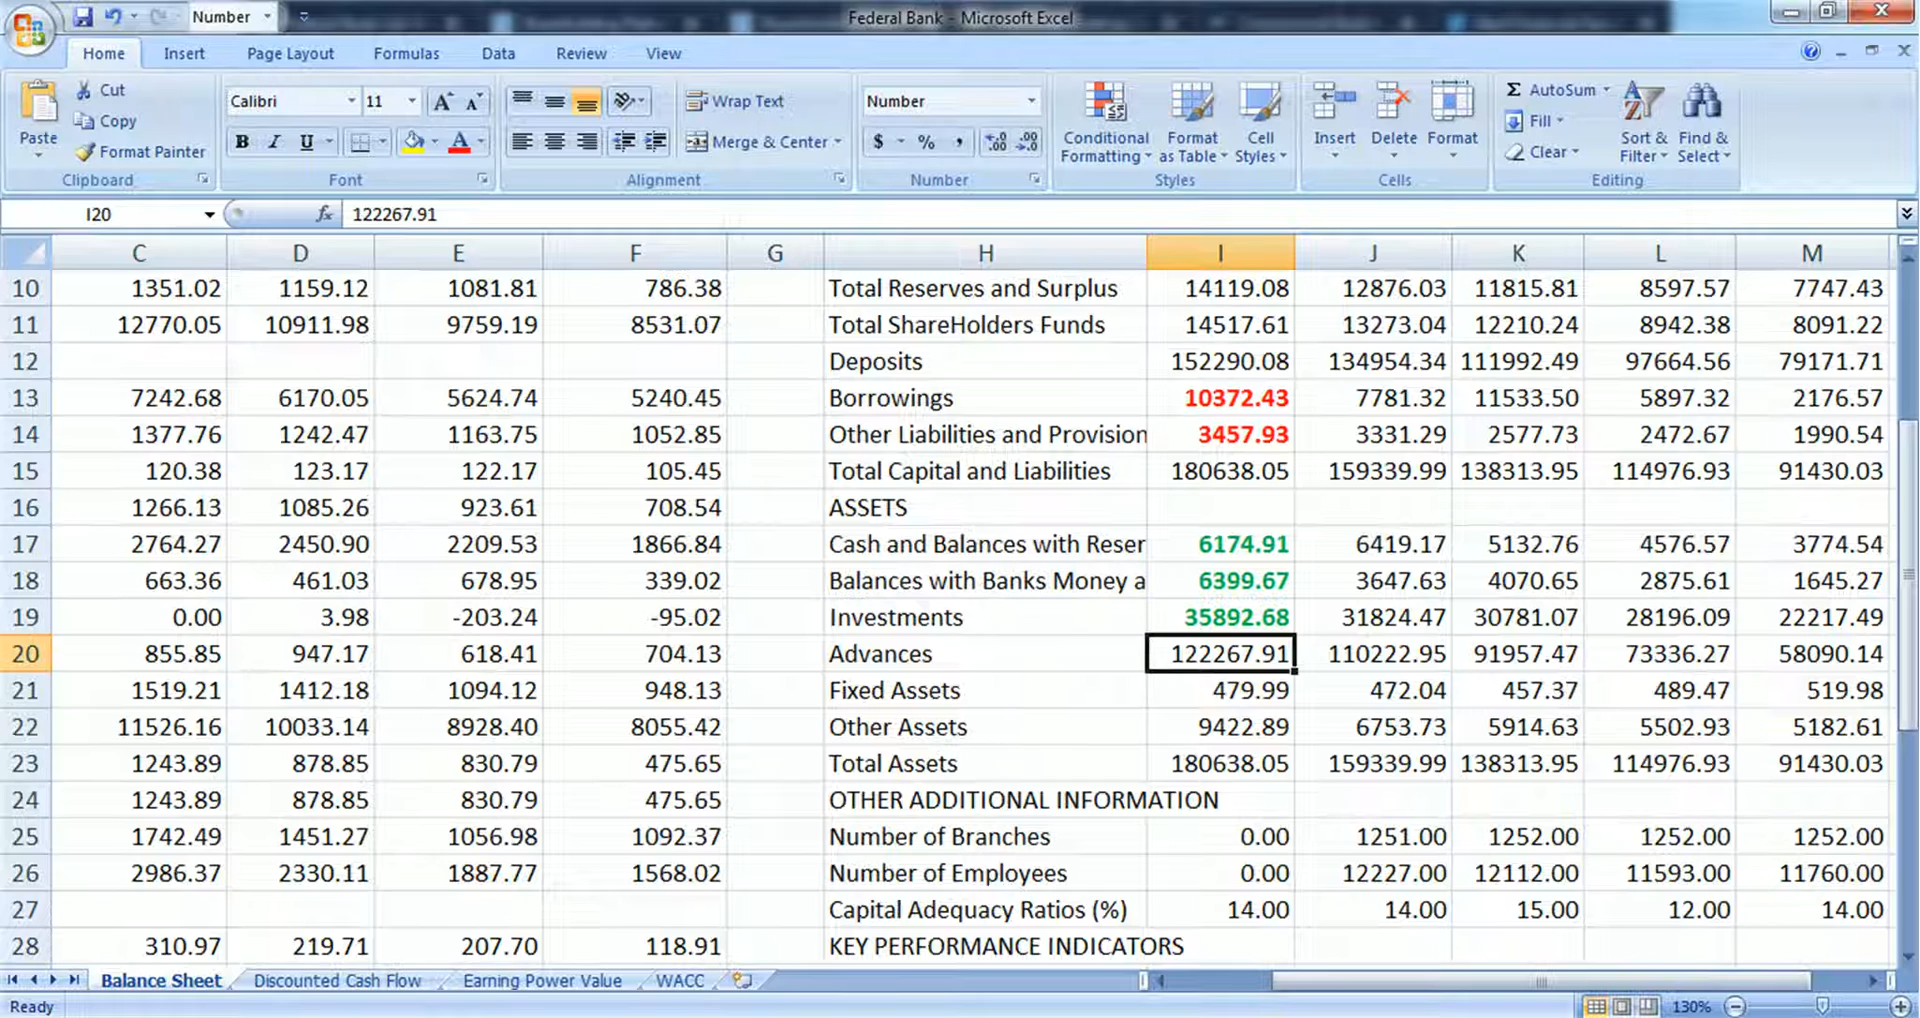 Number
Federal Bank - Microsoft Excel
Home Insert Page Layout Formulas Data Review View
Paste
Cut
Copy
Format Painter
Clipboard
Calibri 11
B I U
Font
Wrap Text
Merge & Center
Alignment
Number
$ % ,
Number
Conditional Formatting
Format as Table
Cell Styles
Styles
Insert Delete Format
Cells
Σ AutoSum
Fill
Clear
Sort & Filter
Find & Select
Editing
I20 fx 122267.91
C D E F G H I J K L M
10 1351.02 1159.12 1081.81 786.38 Total Reserves and Surplus 14119.08 12876.03 11815.81 8597.57 7747.43
11 12770.05 10911.98 9759.19 8531.07 Total ShareHolders Funds 14517.61 13273.04 12210.24 8942.38 8091.22
12 Deposits 152290.08 134954.34 111992.49 97664.56 79171.71
13 7242.68 6170.05 5624.74 5240.45 Borrowings 10372.43 7781.32 11533.50 5897.32 2176.57
14 1377.76 1242.47 1163.75 1052.85 Other Liabilities and Provision 3457.93 3331.29 2577.73 2472.67 1990.54
15 120.38 123.17 122.17 105.45 Total Capital and Liabilities 180638.05 159339.99 138313.95 114976.93 91430.03
16 1266.13 1085.26 923.61 708.54 ASSETS
17 2764.27 2450.90 2209.53 1866.84 Cash and Balances with Reser 6174.91 6419.17 5132.76 4576.57 3774.54
18 663.36 461.03 678.95 339.02 Balances with Banks Money a 6399.67 3647.63 4070.65 2875.61 1645.27
19 0.00 3.98 -203.24 -95.02 Investments 35892.68 31824.47 30781.07 28196.09 22217.49
20 855.85 947.17 618.41 704.13 Advances 122267.91 110222.95 91957.47 73336.27 58090.14
21 1519.21 1412.18 1094.12 948.13 Fixed Assets 479.99 472.04 457.37 489.47 519.98
22 11526.16 10033.14 8928.40 8055.42 Other Assets 9422.89 6753.73 5914.63 5502.93 5182.61
23 1243.89 878.85 830.79 475.65 Total Assets 180638.05 159339.99 138313.95 114976.93 91430.03
24 1243.89 878.85 830.79 475.65 OTHER ADDITIONAL INFORMATION
25 1742.49 1451.27 1056.98 1092.37 Number of Branches 0.00 1251.00 1252.00 1252.00 1252.00
26 2986.37 2330.11 1887.77 1568.02 Number of Employees 0.00 12227.00 12112.00 11593.00 11760.00
27 Capital Adequacy Ratios (%) 14.00 14.00 15.00 12.00 14.00
28 310.97 219.71 207.70 118.91 KEY PERFORMANCE INDICATORS
Balance Sheet Discounted Cash Flow Earning Power Value WACC
Ready 130%